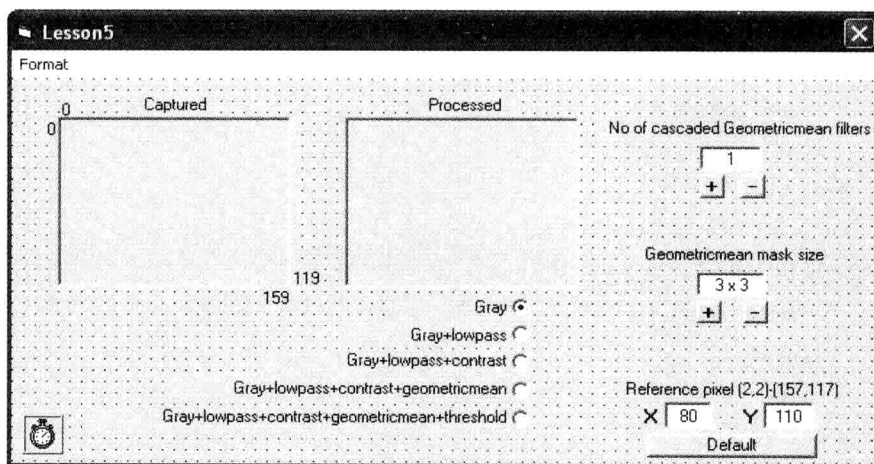 Lesson5
Format
Captured
Processed
0
0
119
159
No of cascaded Geometricmean filters
1
+ -
Geometricmean mask size
3 x 3
+ -
Gray
Gray+lowpass
Gray+lowpass+contrast
Gray+lowpass+contrast+geometricmean
Gray+lowpass+contrast+geometricmean+threshold
Reference pixel (2,2)-(157,117)
X 80 Y 110
Default